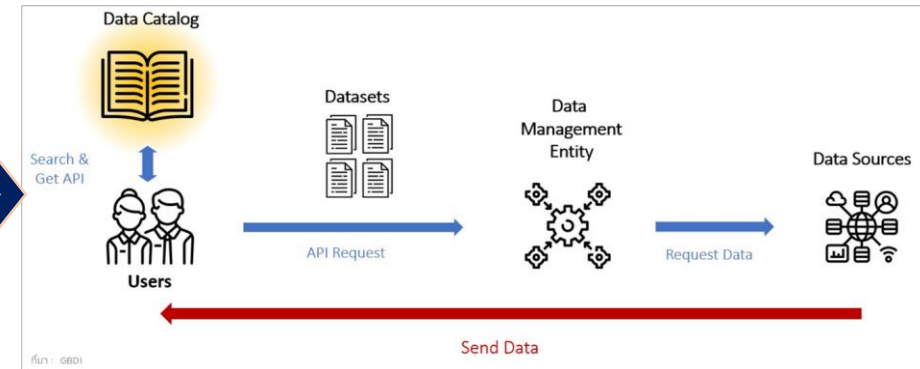 Data Catalog
Search &
Get API
Users
Datasets
API Request
Data
Management
Entity
Request Data
Data Sources
Send Data
ที่มา : GBDi